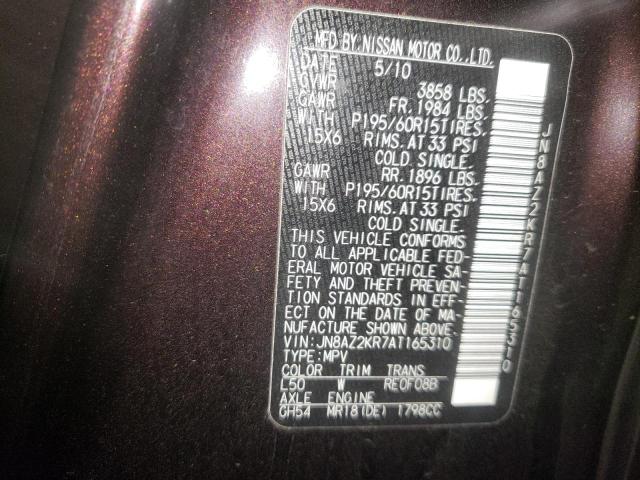 MFD BY NISSAN MOTOR CO.,LTD.
DATE 5/10
GVWR 3858 LBS.
GAWR FR. 1984 LBS.
WITH P195/60R15TIRES.
15X6 RIMS. AT 33 PSI
COLD SINGLE.
GAWR RR. 1896 LBS.
WITH P195/60R15TIRES.
15X6 RIMS. AT 33 PSI
COLD SINGLE.
THIS VEHICLE CONFORMS
TO ALL APPLICABLE FED-
ERAL MOTOR VEHICLE SA-
FETY AND THEFT PREVEN-
TION STANDARDS IN EFF-
ECT ON THE DATE OF MA-
NUFACTURE SHOWN ABOVE.
VIN:JN8AZ2KR7AT165310
TYPE:MPV
COLOR TRIM TRANS
L50 W RE0F08B
AXLE ENGINE
GH54 MR18(DE) 1798CC
JN8AZ2KR7AT165310